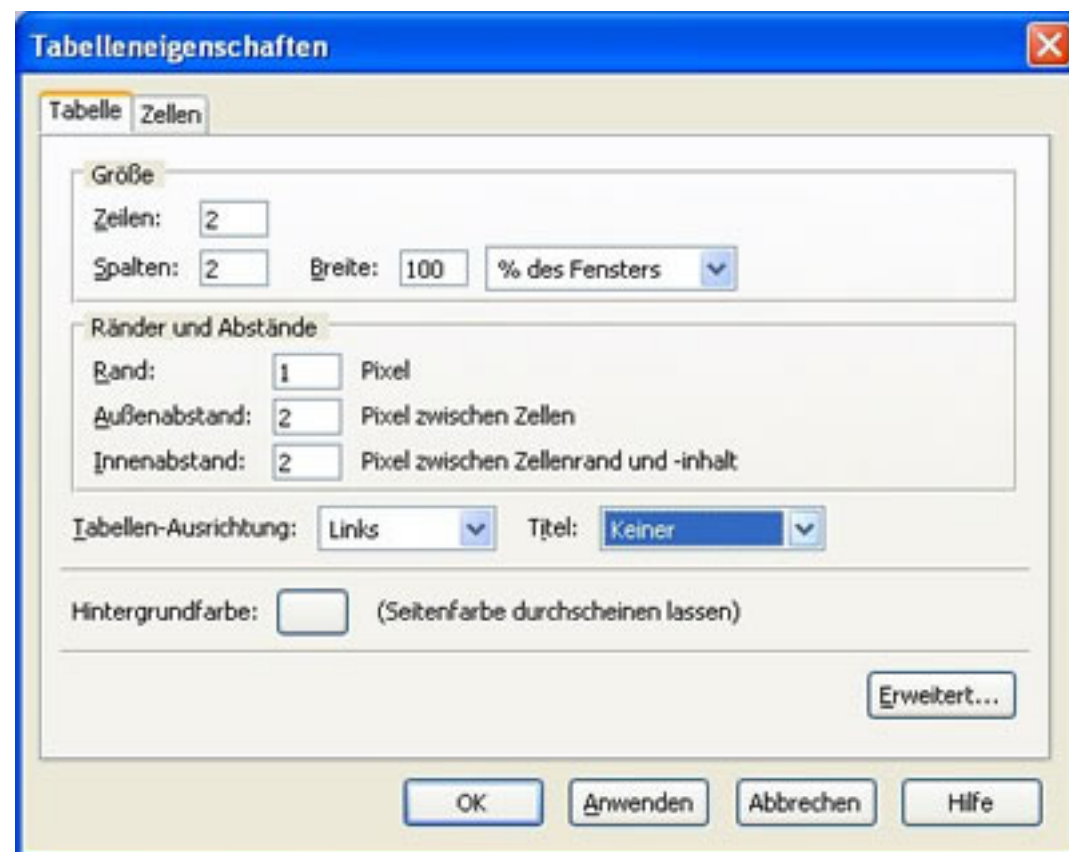 Tabelleneigenschaften
Tabelle Zellen
Größe
Zeilen: 2
Spalten: 2 Breite: 100 % des Fensters
Ränder und Abstände
Rand: 1 Pixel
Außenabstand: 2 Pixel zwischen Zellen
Innenabstand: 2 Pixel zwischen Zellenrand und -inhalt
Tabellen-Ausrichtung: Links Titel: Keiner
Hintergrundfarbe: (Seitenfarbe durchscheinen lassen)
Erweitert...
OK Anwenden Abbrechen Hilfe